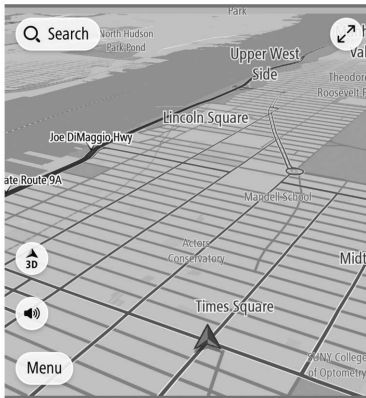 Park
Search
North Hudson
Park Pond
Upper West
Side
Theodore
Roosevelt P
Lincoln Square
Joe DiMaggio Hwy
ate Route 9A
Mandell School
Actors
Conservatory
3D
Midt
Times Square
Menu
SUNY College
of Optometry